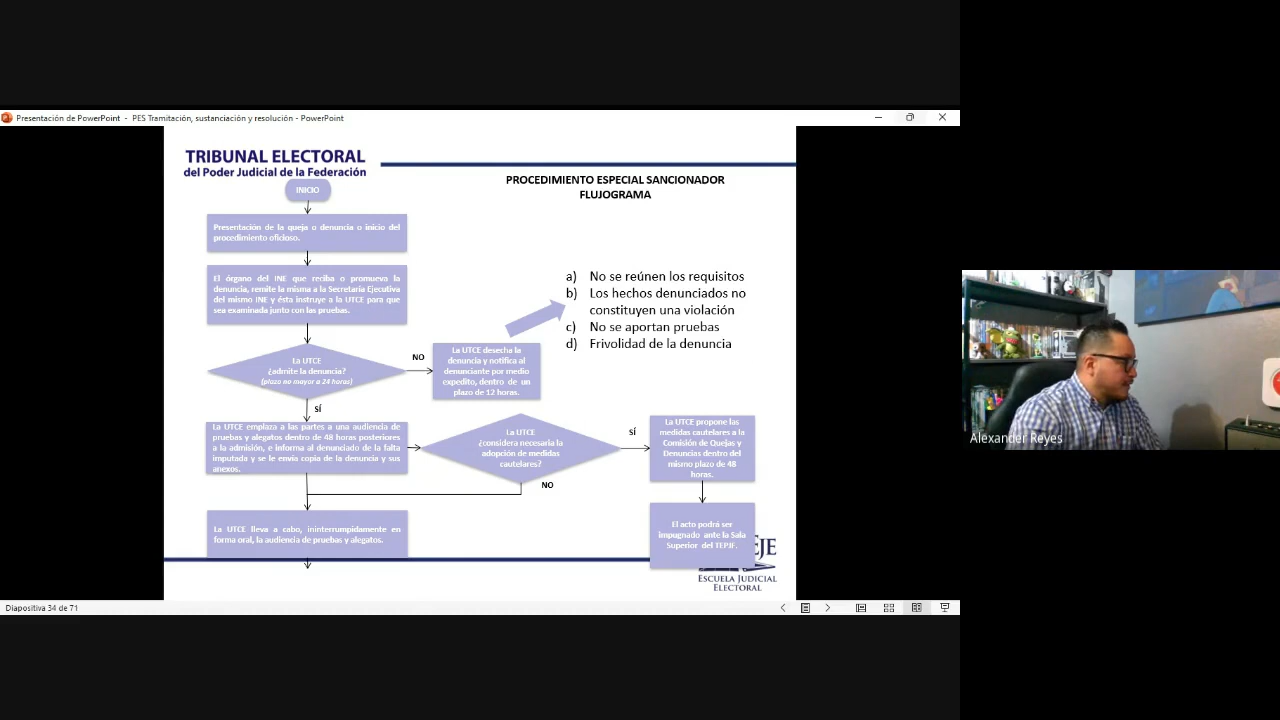 Presentación de PowerPoint - PES Tramitación, sustanciación y resolución - PowerPoint
TRIBUNAL ELECTORAL
del Poder Judicial de la Federación
PROCEDIMIENTO ESPECIAL SANCIONADOR
FLUJOGRAMA
INICIO
Presentación de la queja o denuncia o inicio del
procedimiento oficioso.
El órgano del INE que reciba o promueva la
denuncia, remite la misma a la Secretaría Ejecutiva
del mismo INE y ésta instruye a la UTCE para que
sea examinada junto con las pruebas.
a) No se reúnen los requisitos
b) Los hechos denunciados no
constituyen una violación
c) No se aportan pruebas
d) Frivolidad de la denuncia
La UTCE
¿admite la denuncia?
(plazo no mayor a 24 horas)
NO
La UTCE desecha la
denuncia y notifica al
denunciante por medio
expedito, dentro de un
plazo de 12 horas.
SÍ
La UTCE emplaza a las partes a una audiencia de
pruebas y alegatos dentro de 48 horas posteriores
a la admisión, e informa al denunciado de la falta
imputada y se le envía copia de la denuncia y sus
anexos.
La UTCE
¿considera necesaria la
adopción de medidas
cautelares?
SÍ
NO
La UTCE propone las
medidas cautelares a la
Comisión de Quejas y
Denuncias dentro del
mismo plazo de 48
horas.
La UTCE lleva a cabo, ininterrumpidamente en
forma oral, la audiencia de pruebas y alegatos.
El acto podrá ser
impugnado ante la Sala
Superior del TEPJF.
EJE
ESCUELA JUDICIAL
ELECTORAL
Diapositiva 34 de 71
Alexander Reyes